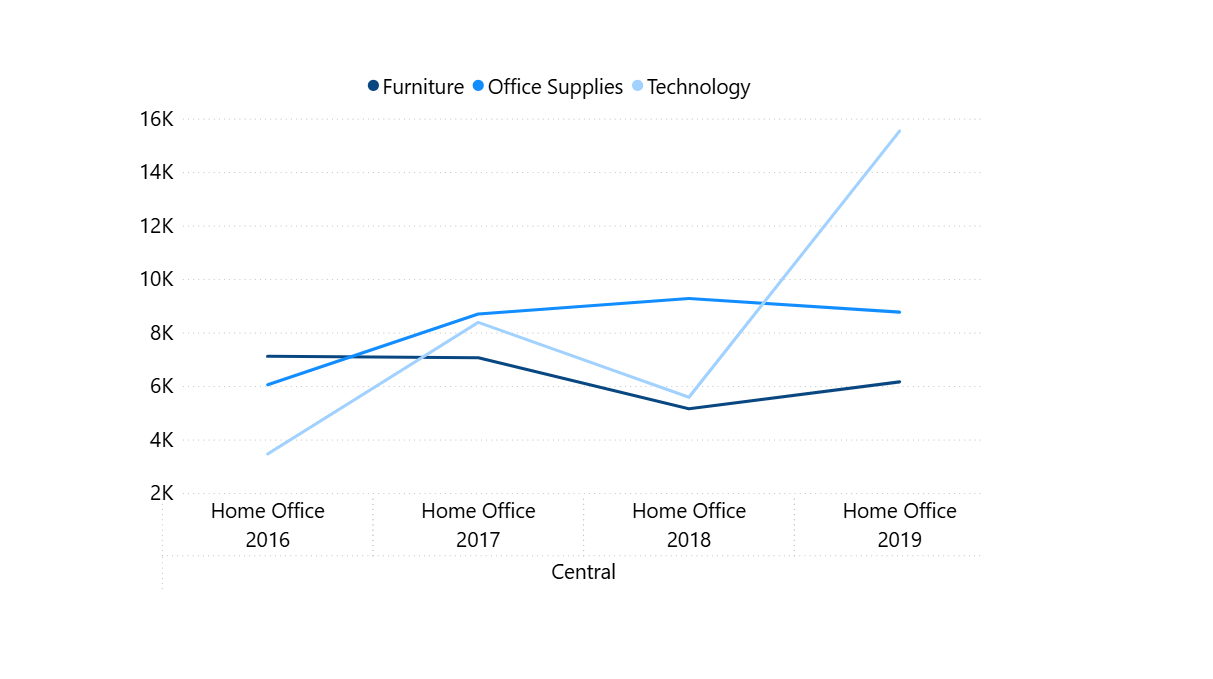 Furniture Office Supplies Technology
16K
14K
12K
10K
8K
6K
4K
2K
Home Office Home Office Home Office Home Office
2016 2017 2018 2019
Central